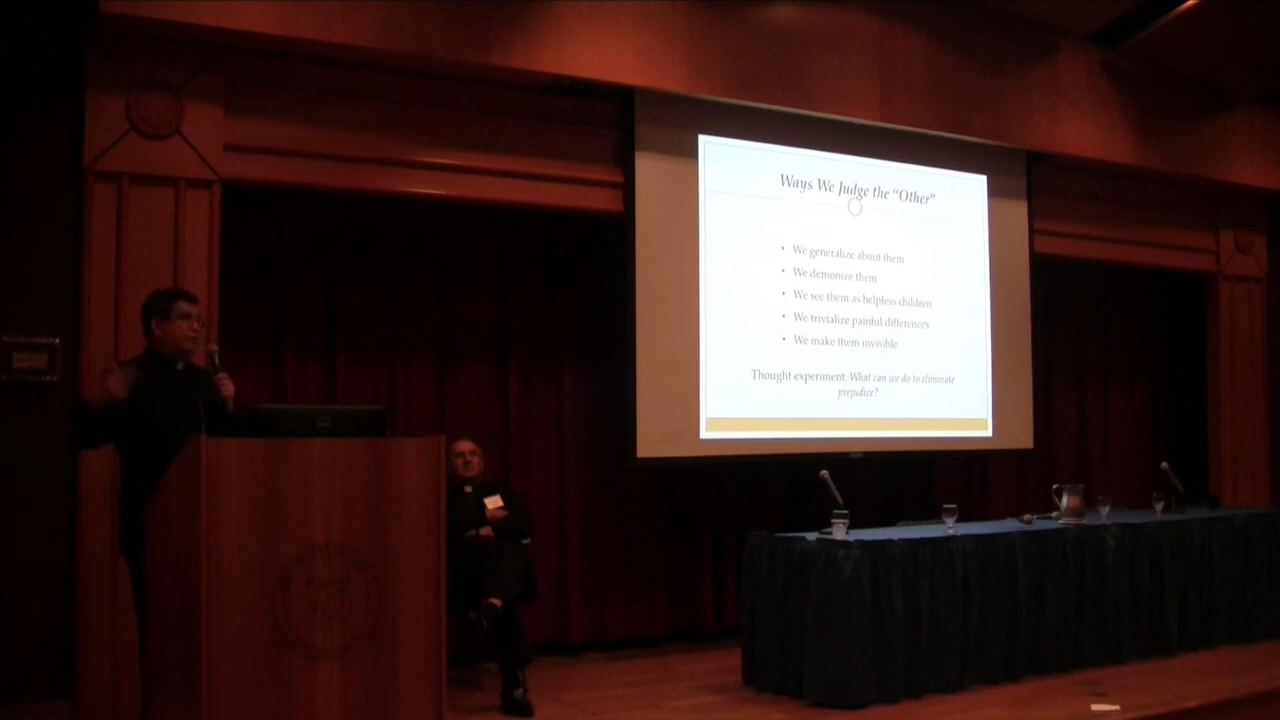 Ways We Judge the "Other"
• We generalize about them
• We demonize them
• We see them as helpless children
• We trivialize painful differences
• We make them invisible
Thought experiment: What can we do to eliminate
prejudice?